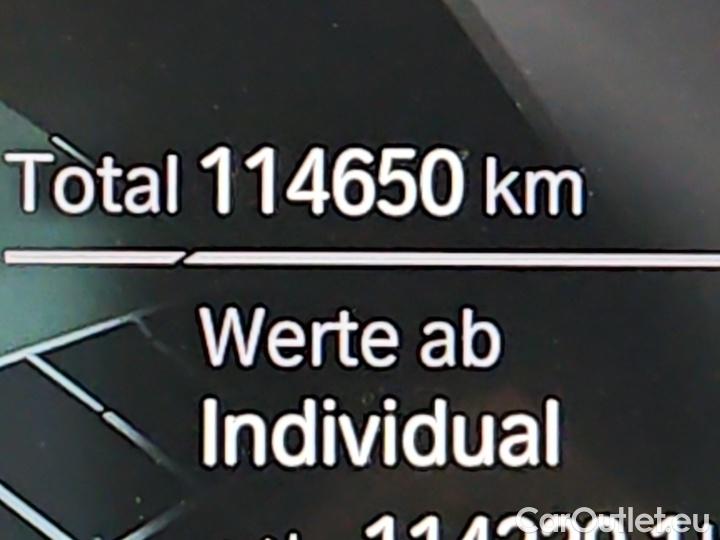 Total 114650 km
Werte ab
Individual
CarOutlet.eu